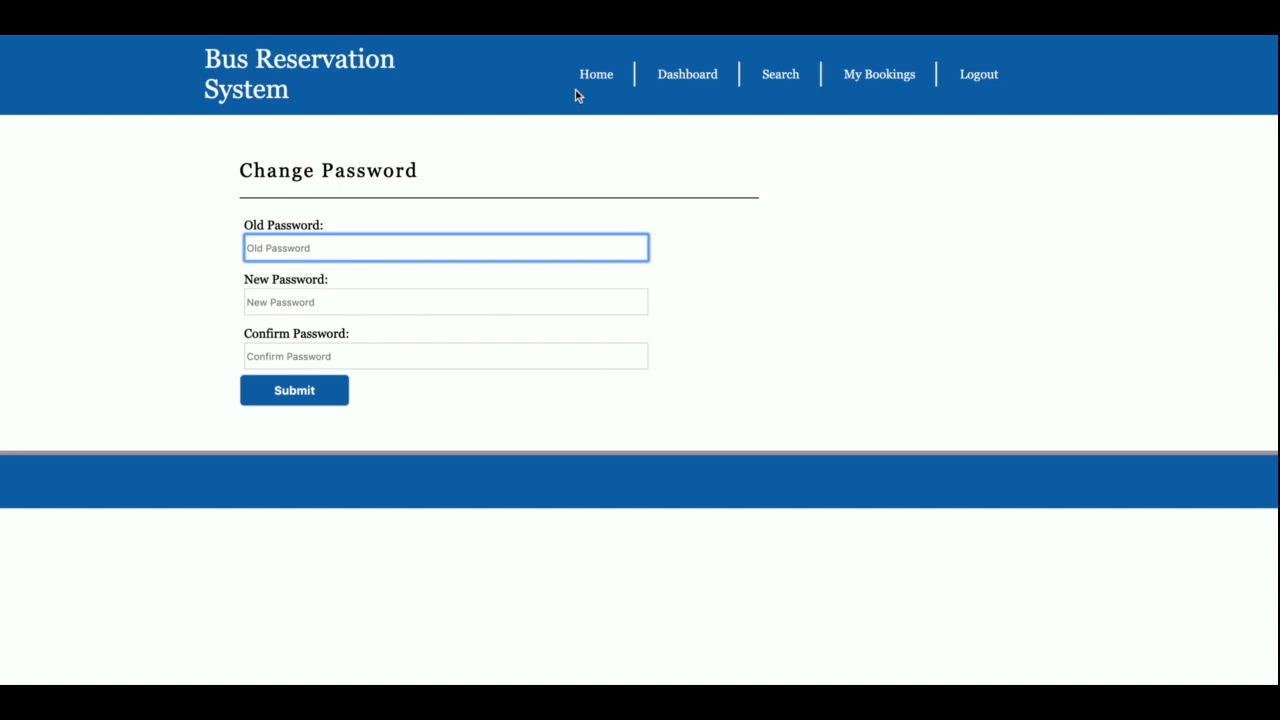 Bus Reservation
System
Home
Dashboard
Search
My Bookings
Logout
Change Password
Old Password:
Old Password
New Password:
New Password
Confirm Password:
Confirm Password
Submit